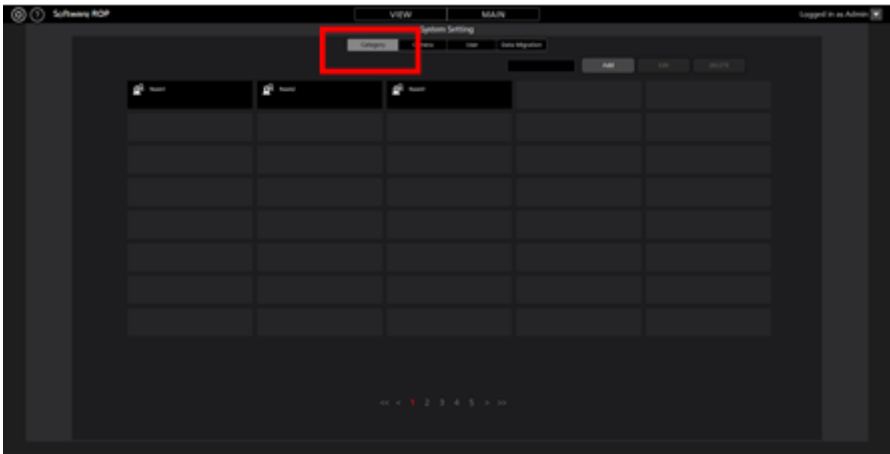 Software ROP
VIEW MAIN
Logged in as Admin
System Setting
Category Camera User Data Migration
Add Edit DELETE
<< < 1 2 3 4 5 > >>